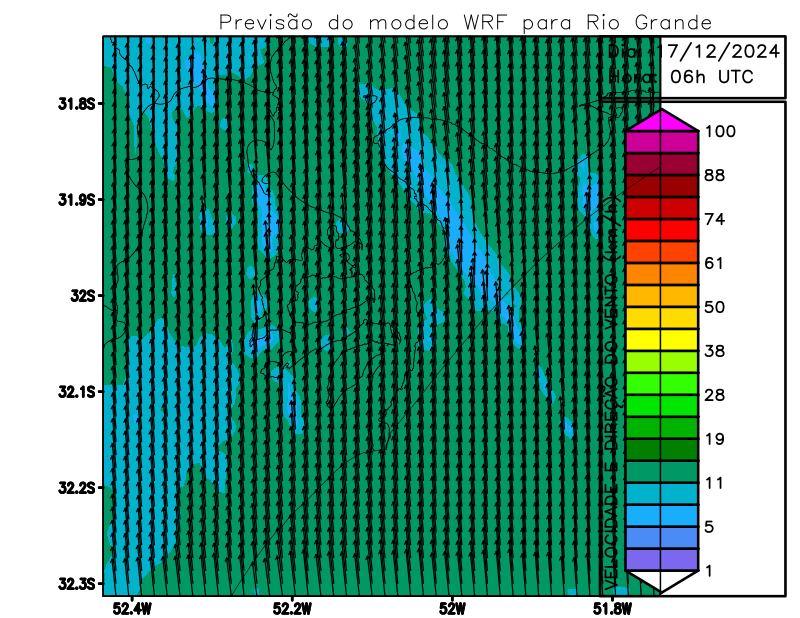 Previsão do modelo WRF para Rio Grande
Dia: 17/12/2024
Hora: 06h UTC
31.8S
31.9S
32S
32.1S
32.2S
32.3S
52.4W
52.2W
52W
51.8W
VELOCIDADE E DIREÇÃO DO VENTO (km/h)
100
88
74
61
50
38
28
19
11
5
1